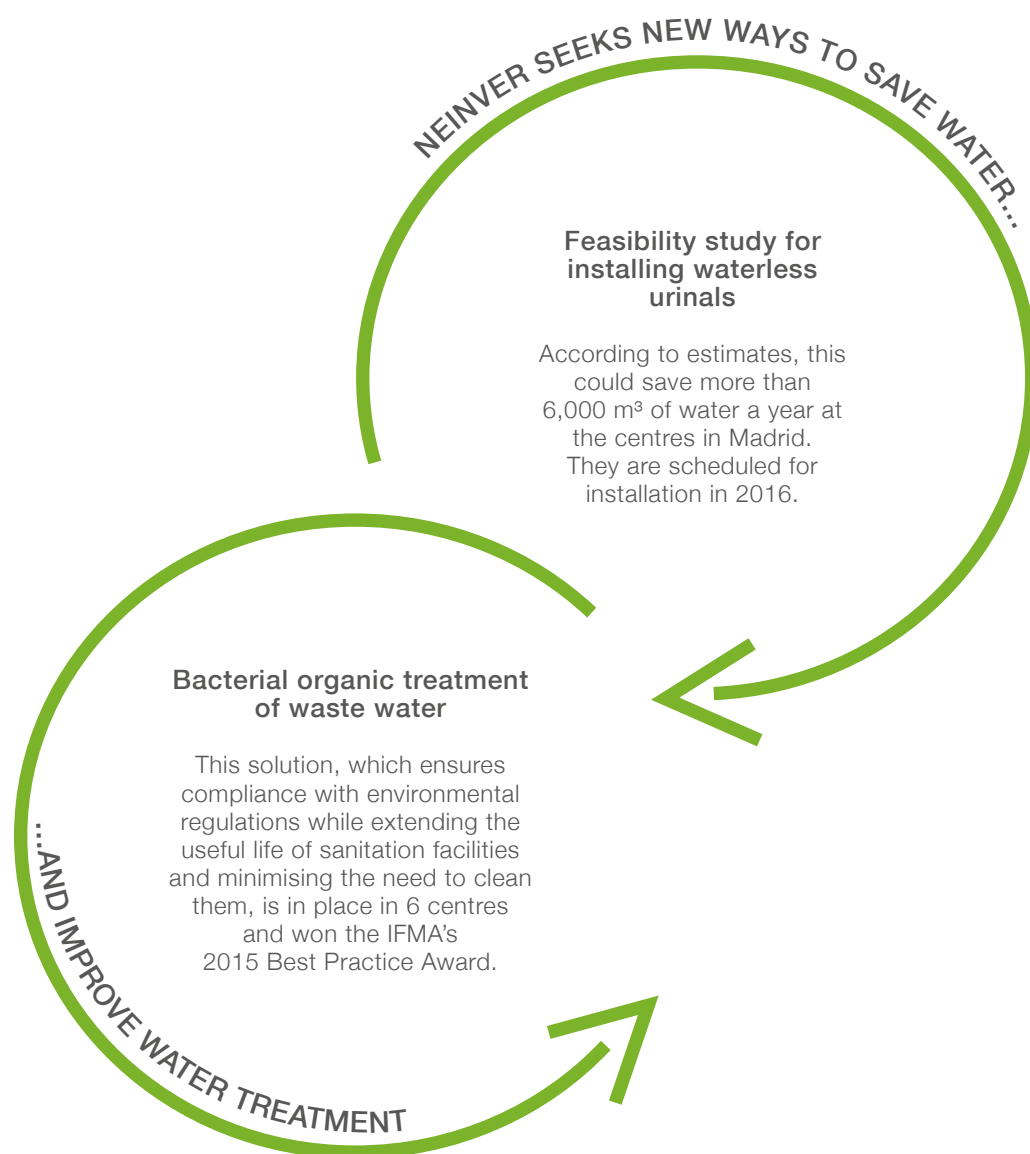 NEINVER SEEKS NEW WAYS TO SAVE WATER...
Feasibility study for
installing waterless
urinals
According to estimates, this
could save more than
6,000 m³ of water a year at
the centres in Madrid.
They are scheduled for
installation in 2016.
Bacterial organic treatment
of waste water
This solution, which ensures
compliance with environmental
regulations while extending the
useful life of sanitation facilities
and minimising the need to clean
them, is in place in 6 centres
and won the IFMA’s
2015 Best Practice Award.
....AND IMPROVE WATER TREATMENT